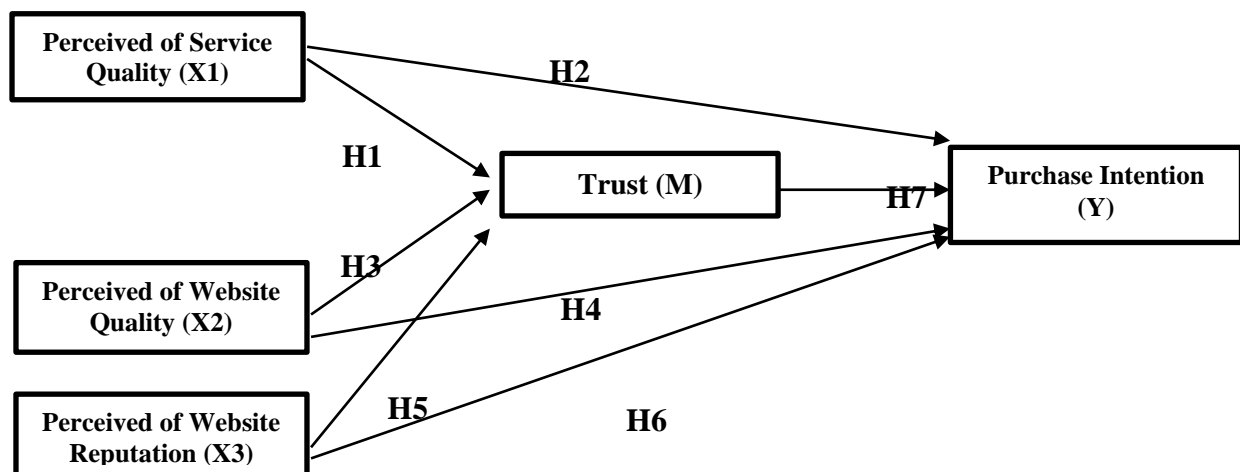 Perceived of Service
Quality (X1)
H2
H1
Trust (M)
Purchase Intention
(Y)
H7
H3
Perceived of Website
Quality (X2)
H4
H5
H6
Perceived of Website
Reputation (X3)